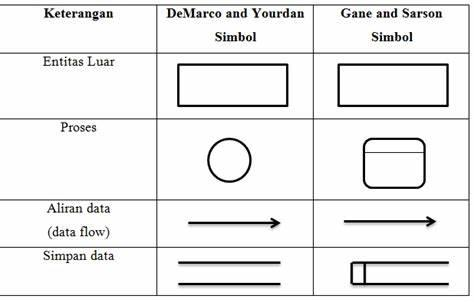 Keterangan
DeMarco and Yourdan
Simbol
Gane and Sarson
Simbol
Entitas Luar
Proses
Aliran data
(data flow)
Simpan data